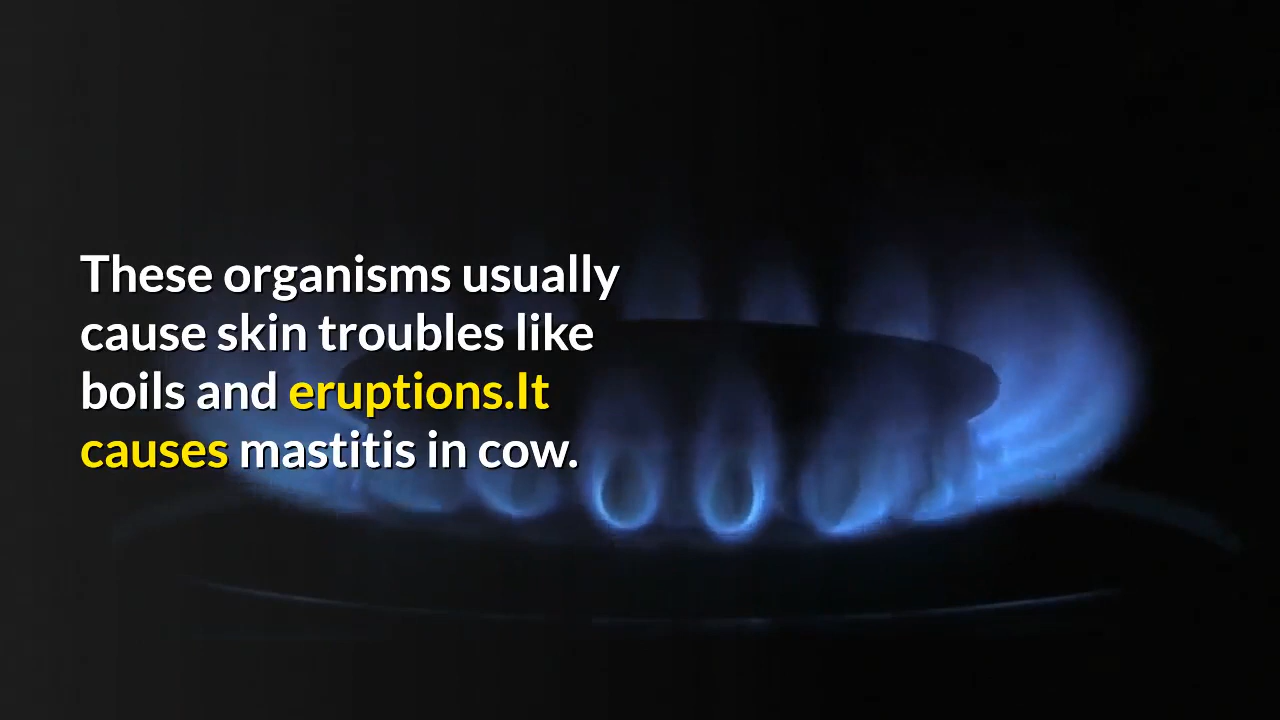 These organisms usually
cause skin troubles like
boils and eruptions.It
causes mastitis in cow.